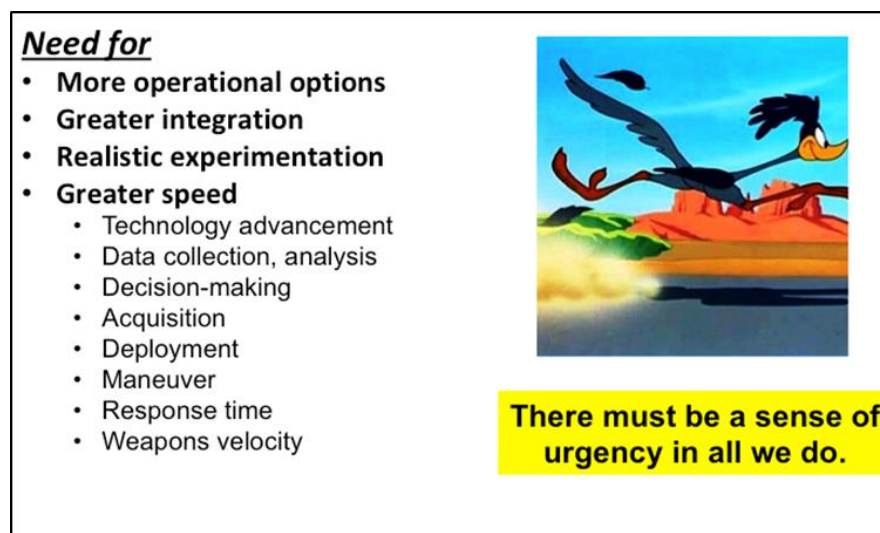 Need for
• More operational options
• Greater integration
• Realistic experimentation
• Greater speed
• Technology advancement
• Data collection, analysis
• Decision-making
• Acquisition
• Deployment
• Maneuver
• Response time
• Weapons velocity
There must be a sense of
urgency in all we do.